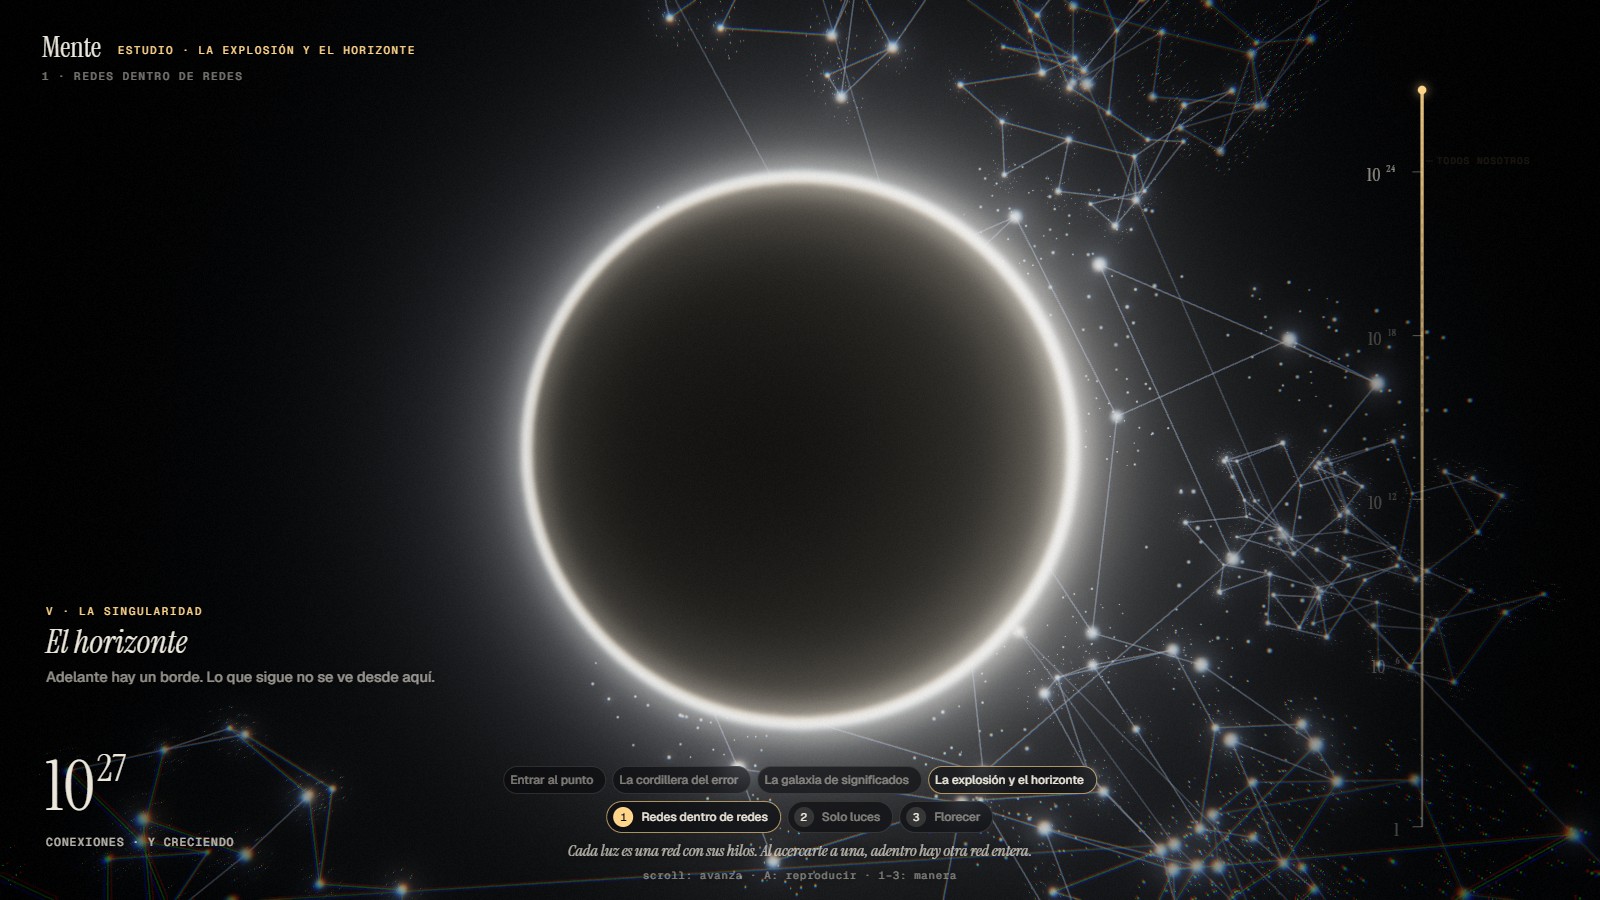 Mente ESTUDIO · LA EXPLOSIÓN Y EL HORIZONTE
1 · REDES DENTRO DE REDES
TODOS NOSOTROS
10 24
10 18
10 12
10 6
1
V · LA SINGULARIDAD
El horizonte
Adelante hay un borde. Lo que sigue no se ve desde aquí.
10 27
CONEXIONES · Y CRECIENDO
Entrar al punto La cordillera del error La galaxia de significados La explosión y el horizonte
1 Redes dentro de redes 2 Solo luces 3 Florecer
Cada luz es una red con sus hilos. Al acercarte a una, adentro hay otra red entera.
scroll: avanza · A: reproducir · 1–3: manera